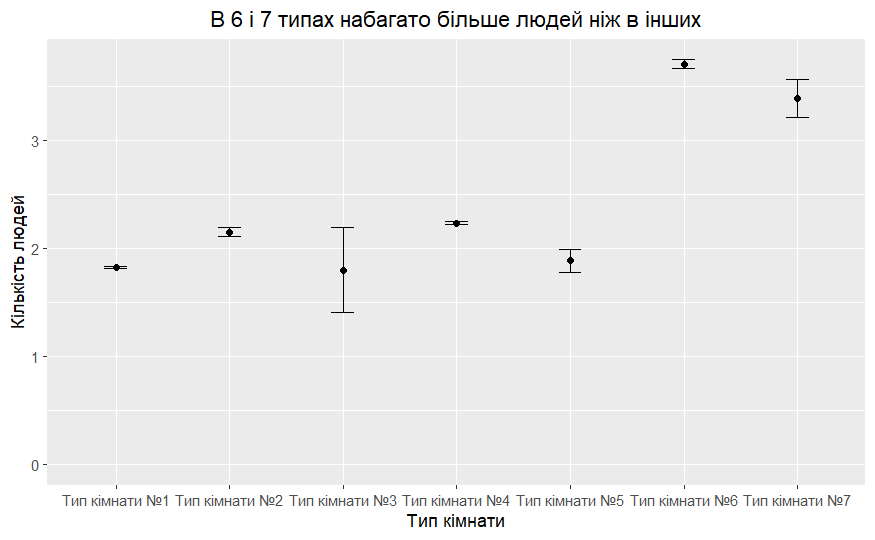 В 6 і 7 типах набагато більше людей ніж в інших
Кількість людей
3
2
1
0
Тип кімнати №1 Тип кімнати №2 Тип кімнати №3 Тип кімнати №4 Тип кімнати №5 Тип кімнати №6 Тип кімнати №7
Тип кімнати